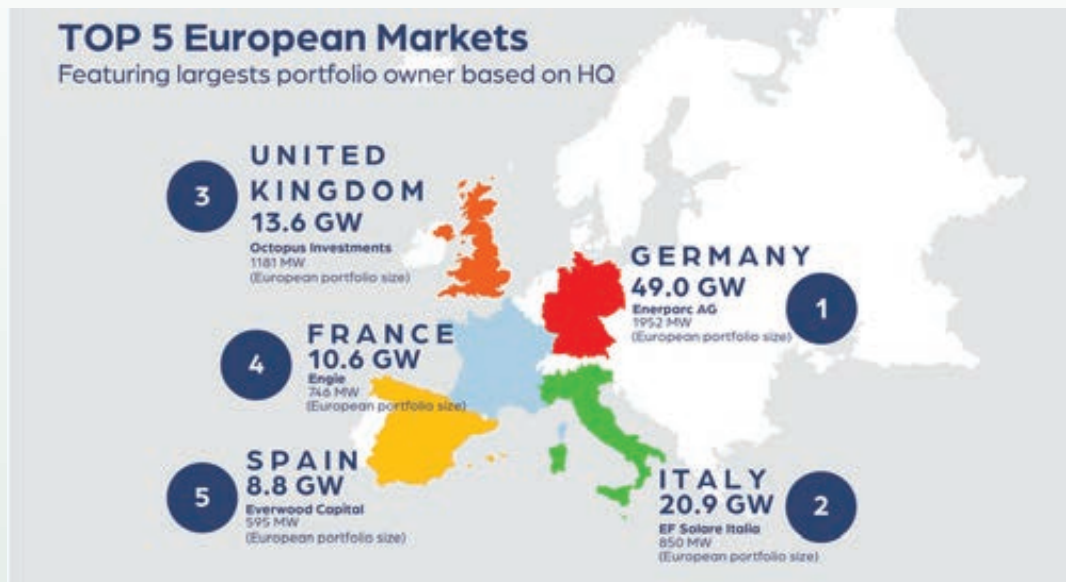 TOP 5 European Markets
Featuring largests portfolio owner based on HQ
3
UNITED
KINGDOM
13.6 GW
Octopus Investments
1181 MW
(European portfolio size)
GERMANY
49.0 GW
Enerparc AG
1952 MW
(European portfolio size)
1
4
FRANCE
10.6 GW
Engie
746 MW
(European portfolio size)
5
SPAIN
8.8 GW
Everwood Capital
595 MW
(European portfolio size)
ITALY
20.9 GW
EF Solare Italia
850 MW
(European portfolio size)
2